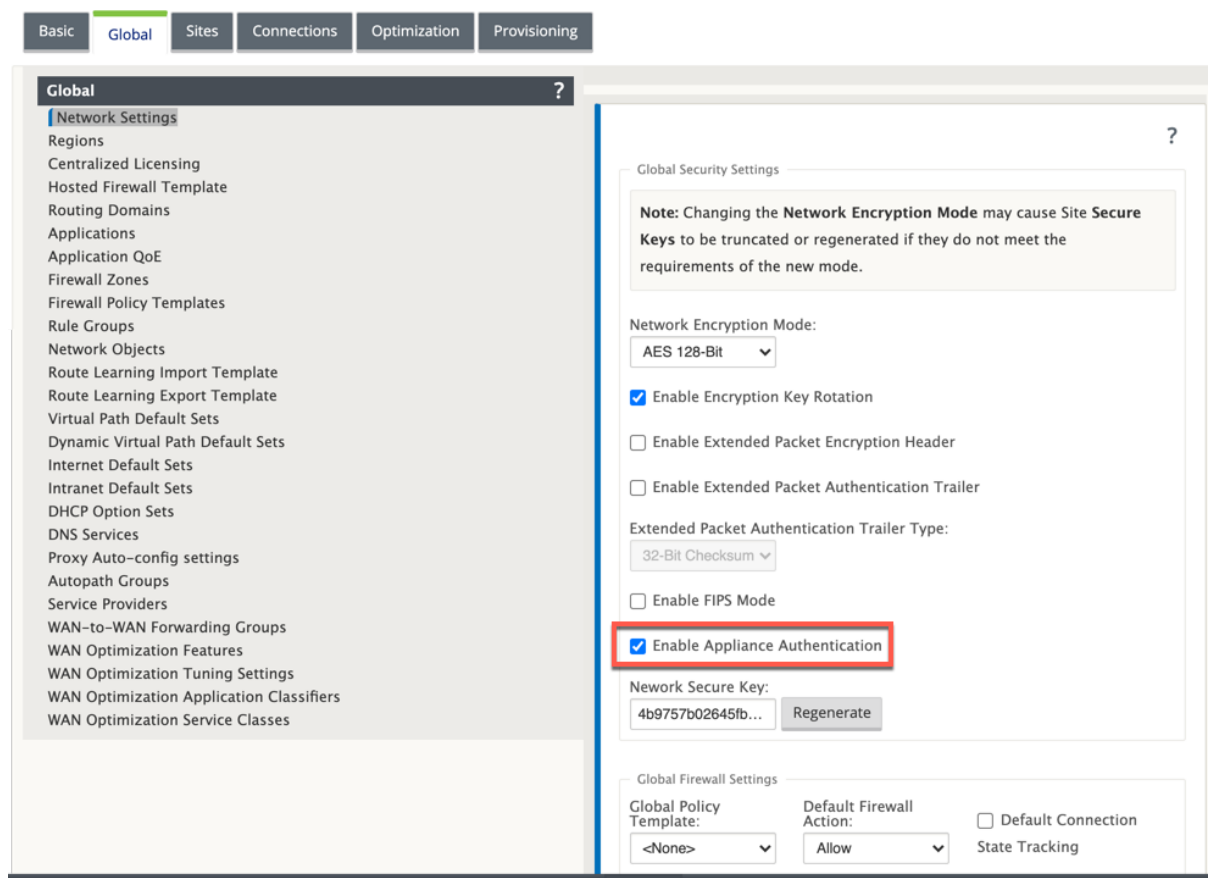 Basic Global Sites Connections Optimization Provisioning
Global ?
Network Settings
Regions
Centralized Licensing
Hosted Firewall Template
Routing Domains
Applications
Application QoE
Firewall Zones
Firewall Policy Templates
Rule Groups
Network Objects
Route Learning Import Template
Route Learning Export Template
Virtual Path Default Sets
Dynamic Virtual Path Default Sets
Internet Default Sets
Intranet Default Sets
DHCP Option Sets
DNS Services
Proxy Auto-config settings
Autopath Groups
Service Providers
WAN-to-WAN Forwarding Groups
WAN Optimization Features
WAN Optimization Tuning Settings
WAN Optimization Application Classifiers
WAN Optimization Service Classes
?
Global Security Settings
Note: Changing the Network Encryption Mode may cause Site Secure
Keys to be truncated or regenerated if they do not meet the
requirements of the new mode.
Network Encryption Mode:
AES 128-Bit
Enable Encryption Key Rotation
Enable Extended Packet Encryption Header
Enable Extended Packet Authentication Trailer
Extended Packet Authentication Trailer Type:
32-Bit Checksum
Enable FIPS Mode
Enable Appliance Authentication
Nework Secure Key:
4b9757b02645fb... Regenerate
Global Firewall Settings
Global Policy
Template:
<None>
Default Firewall
Action:
Allow
Default Connection
State Tracking